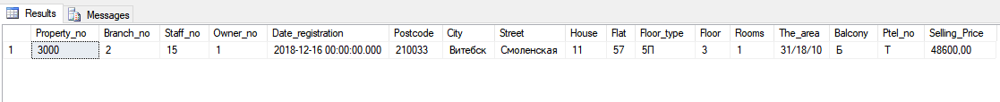 Results Messages
Property_no Branch_no Staff_no Owner_no Date_registration Postcode City Street House Flat Floor_type Floor Rooms The_area Balcony Ptel_no Selling_Price
1 3000 2 15 1 2018-12-16 00:00:00.000 210033 Витебск Смоленская 11 57 5П 3 1 31/18/10 Б Т 48600,00